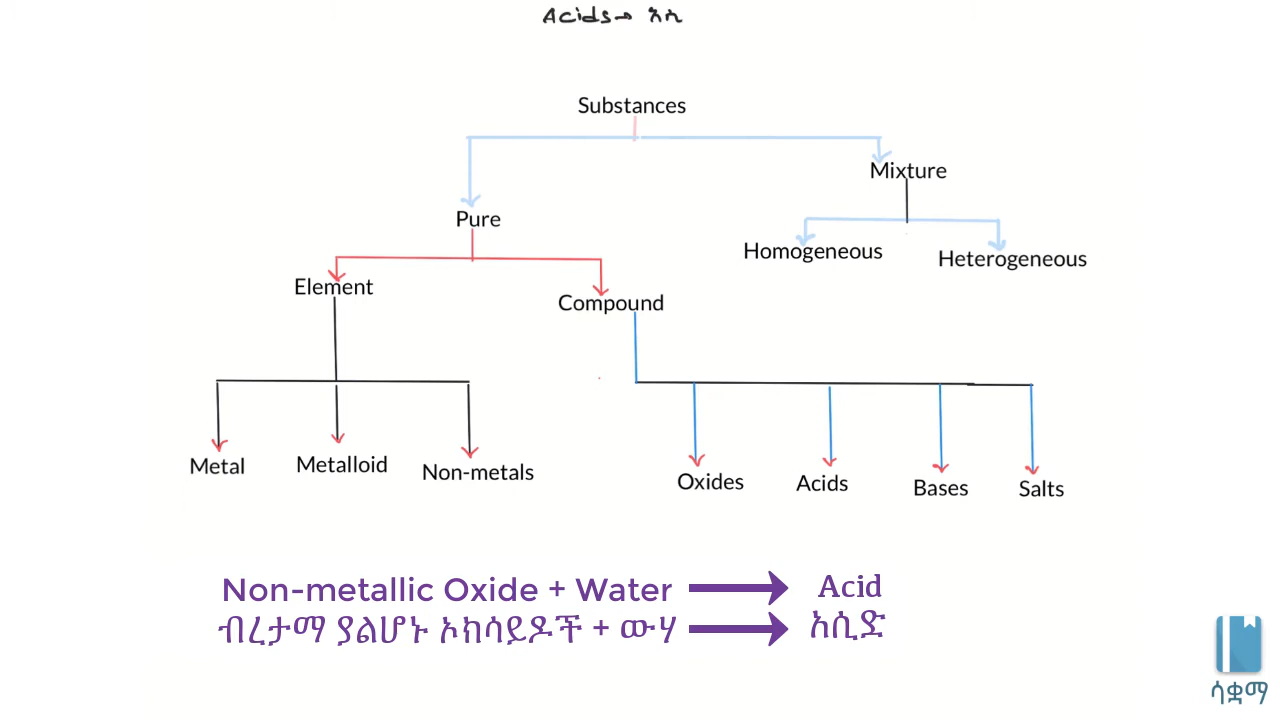 Acids→ አሲ
Substances
Mixture
Pure
Homogeneous
Heterogeneous
Element
Compound
Metal
Metalloid
Non-metals
Oxides
Acids
Bases
Salts
Non-metallic Oxide + Water → Acid
ብረታማ ያልሆኑ ኦክሳይዶች + ውሃ → አሲድ
ሳቋማ